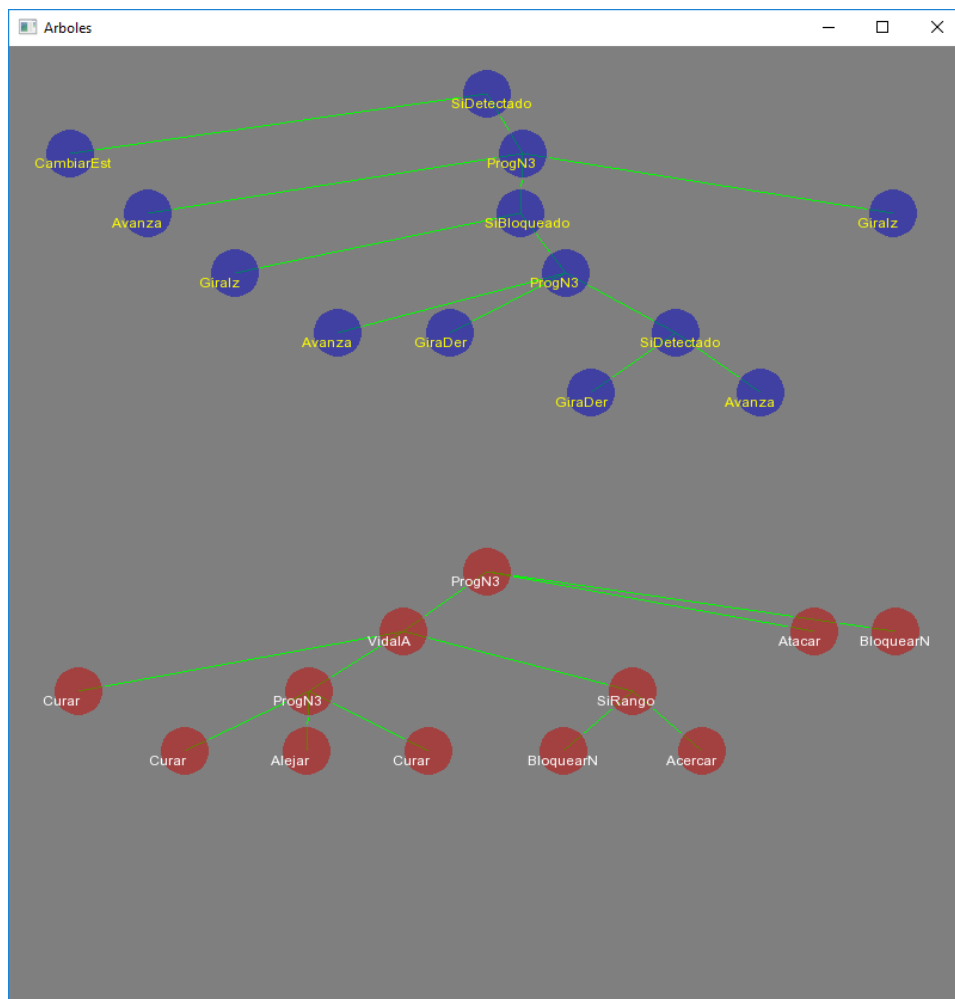 Arboles
SiDetectado
CambiarEst
ProgN3
Avanza
SiBloqueado
GiraIz
GiraIz
ProgN3
Avanza
GiraDer
SiDetectado
GiraDer
Avanza
ProgN3
VidaIA
Atacar
BloquearN
Curar
ProgN3
SiRango
Curar
Alejar
Curar
BloquearN
Acercar